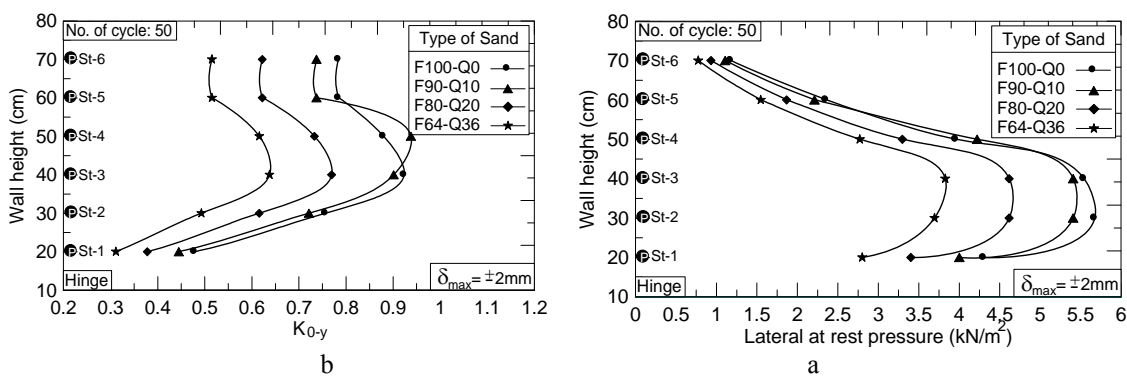 No. of cycle: 50
Type of Sand
F100-Q0
F90-Q10
F80-Q20
F64-Q36
Wall height (cm)
80
70
60
50
40
30
20
10
P St-6
P St-5
P St-4
P St-3
P St-2
P St-1
Hinge
δmax= ±2mm
0.2 0.3 0.4 0.5 0.6 0.7 0.8 0.9 1 1.1 1.2
K0-y
b
No. of cycle: 50
Type of Sand
F100-Q0
F90-Q10
F80-Q20
F64-Q36
Wall height (cm)
80
70
60
50
40
30
20
10
P St-6
P St-5
P St-4
P St-3
P St-2
P St-1
Hinge
δmax= ±2mm
0 0.5 1 1.5 2 2.5 3 3.5 4 4.5 5 5.5 6
Lateral at rest pressure (kN/m²)
a